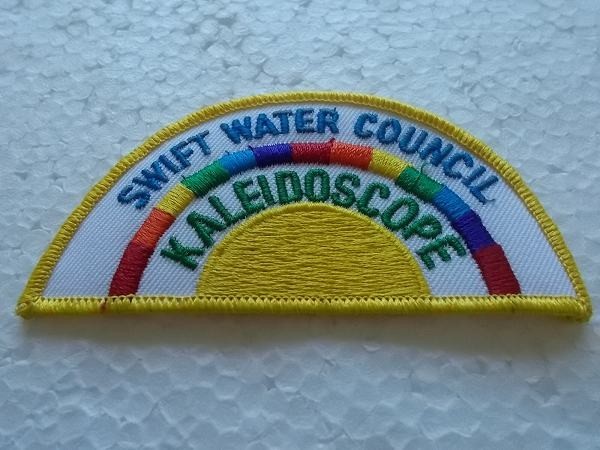 SWIFT WATER COUNCIL
KALEIDOSCOPE